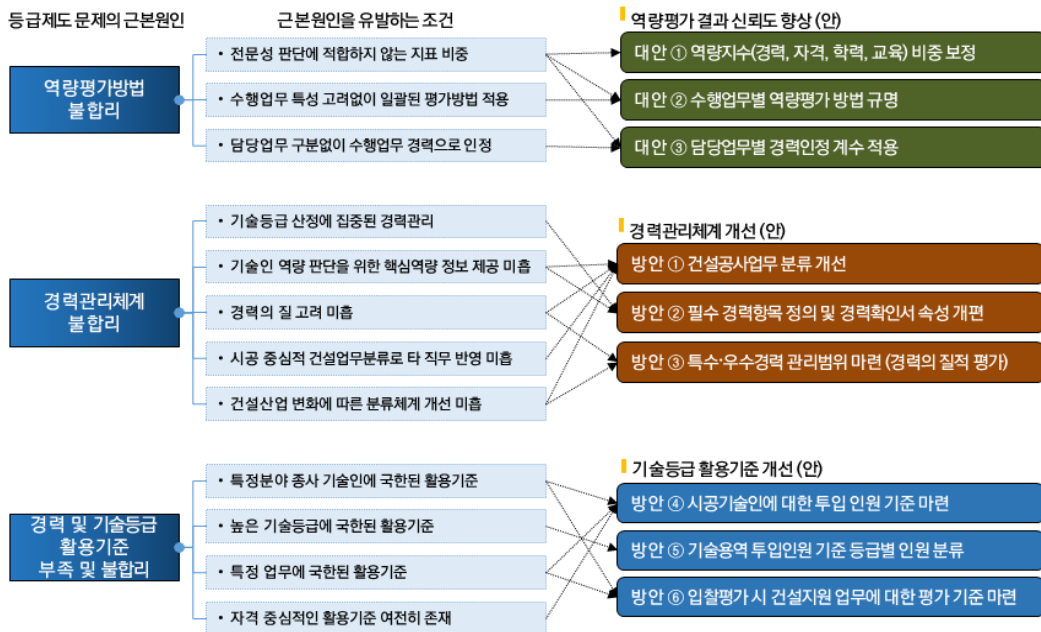 등급제도 문제의 근본원인
근본원인을 유발하는 조건
역량평가 결과 신뢰도 향상 (안)
역량평가방법
불합리
• 전문성 판단에 적합하지 않는 지표 비중
• 수행업무 특성 고려없이 일괄된 평가방법 적용
• 담당업무 구분없이 수행업무 경력으로 인정
대안 ① 역량지수(경력, 자격, 학력, 교육) 비중 보정
대안 ② 수행업무별 역량평가 방법 규명
대안 ③ 담당업무별 경력인정 계수 적용
경력관리체계
불합리
• 기술등급 산정에 집중된 경력관리
• 기술인 역량 판단을 위한 핵심역량 정보 제공 미흡
• 경력의 질 고려 미흡
• 시공 중심적 건설업무분류로 타 직무 반영 미흡
• 건설산업 변화에 따른 분류체계 개선 미흡
경력관리체계 개선 (안)
방안 ① 건설공사업무 분류 개선
방안 ② 필수 경력항목 정의 및 경력확인서 속성 개편
방안 ③ 특수·우수경력 관리범위 마련 (경력의 질적 평가)
경력 및 기술등급
활용기준
부족 및 불합리
• 특정분야 종사 기술인에 국한된 활용기준
• 높은 기술등급에 국한된 활용기준
• 특정 업무에 국한된 활용기준
• 자격 중심적인 활용기준 여전히 존재
기술등급 활용기준 개선 (안)
방안 ④ 시공기술인에 대한 투입 인원 기준 마련
방안 ⑤ 기술용역 투입인원 기준 등급별 인원 분류
방안 ⑥ 입찰평가 시 건설지원 업무에 대한 평가 기준 마련